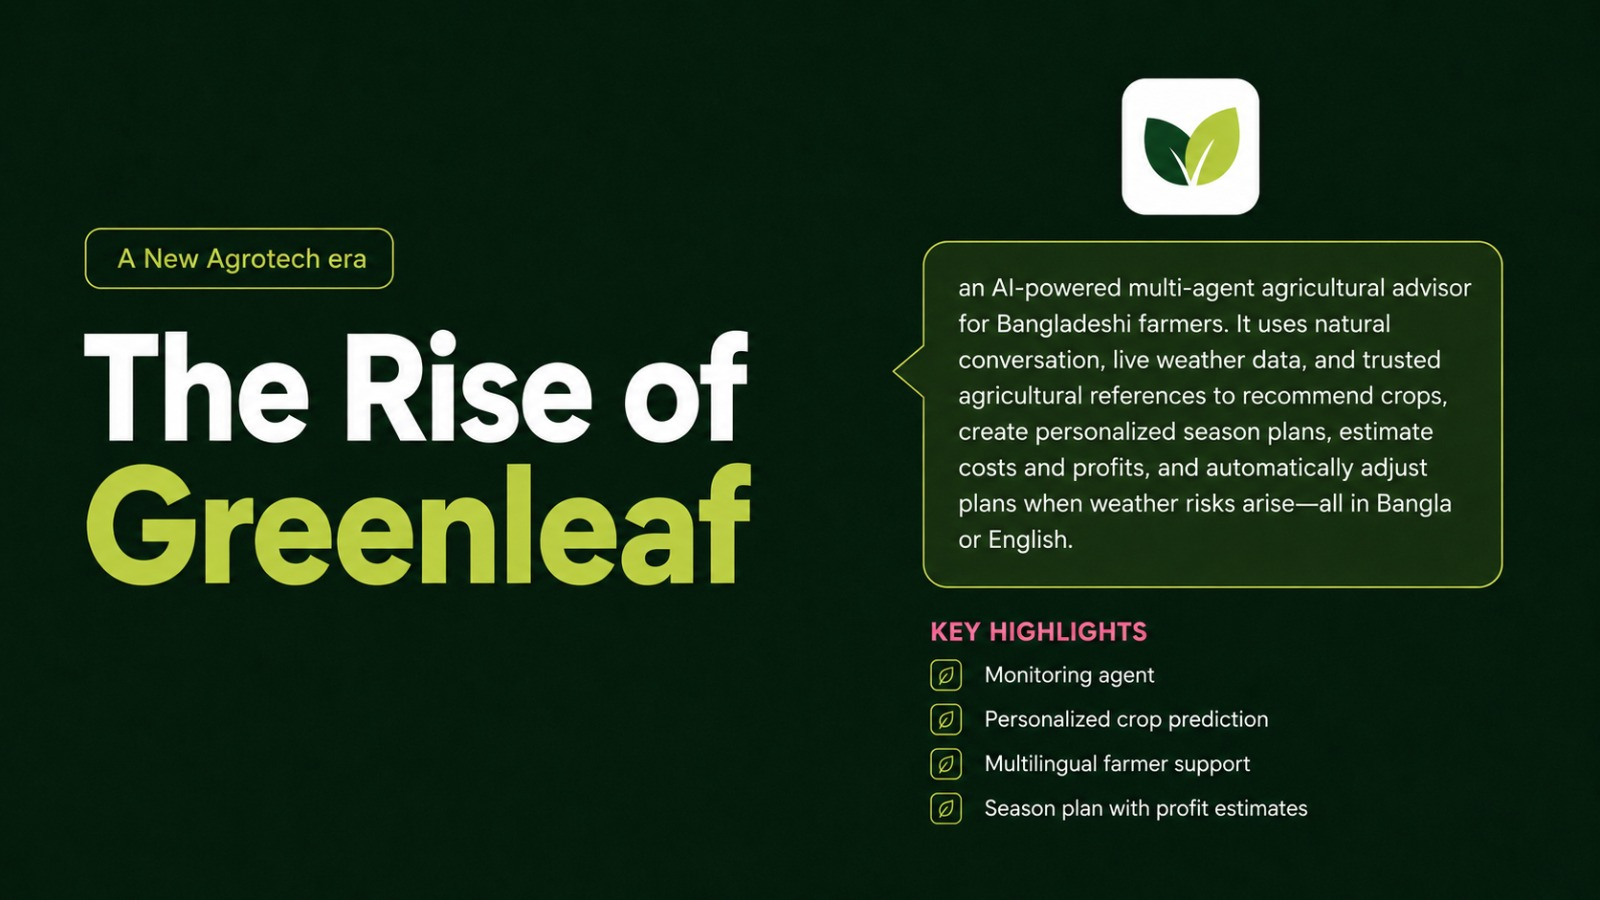 A New Agrotech era
The Rise of
Greenleaf
an AI-powered multi-agent agricultural advisor
for Bangladeshi farmers. It uses natural
conversation, live weather data, and trusted
agricultural references to recommend crops,
create personalized season plans, estimate
costs and profits, and automatically adjust
plans when weather risks arise—all in Bangla
or English.
KEY HIGHLIGHTS
Monitoring agent
Personalized crop prediction
Multilingual farmer support
Season plan with profit estimates